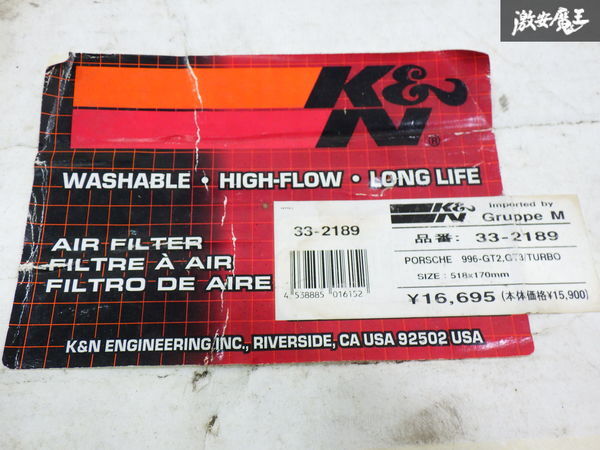 激安魔王
K&N®
WASHABLE • HIGH-FLOW • LONG LIFE
AIR FILTER
FILTRE À AIR
FILTRO DE AIRE
K&N ENGINEERING INC., RIVERSIDE, CA USA 92502 USA
33-2189
4 538885 016152
K&N
imported by
Gruppe M
品番: 33-2189
PORSCHE 996-GT2,GT3/TURBO
SIZE: 518x170mm
¥16,695 (本体価格¥15,900)